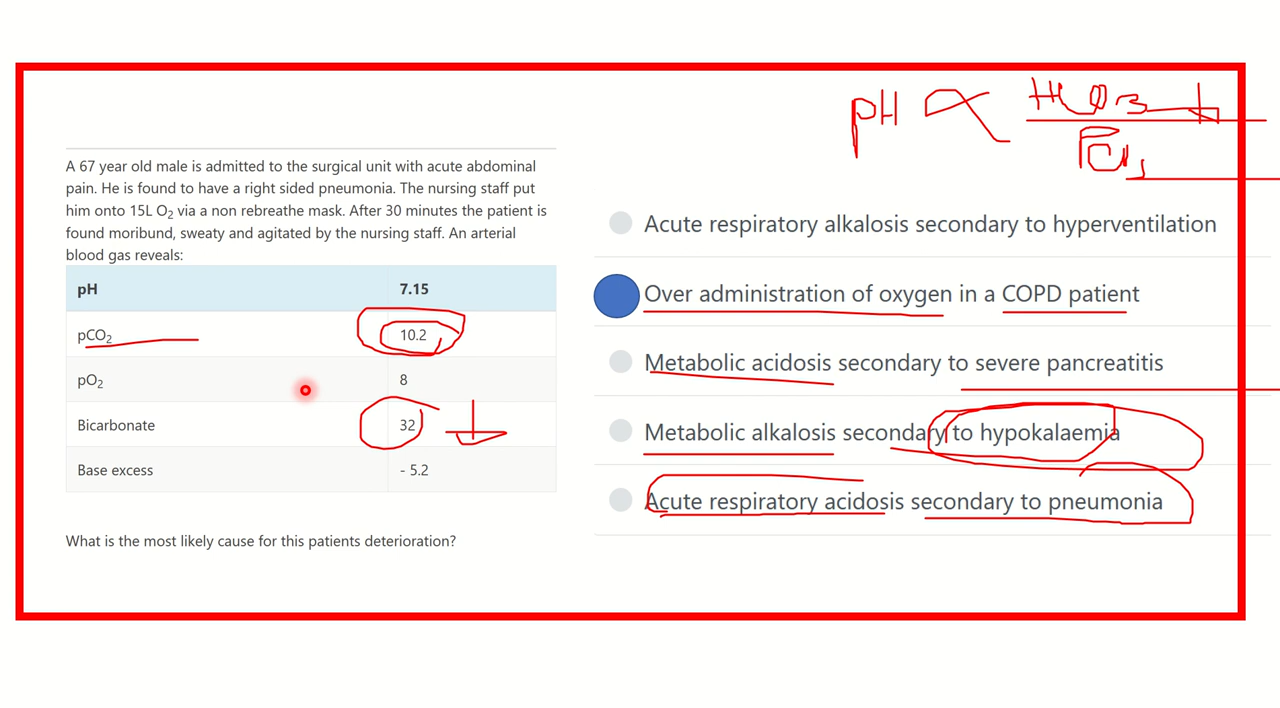 pH ∝ HCO3
PCO2
A 67 year old male is admitted to the surgical unit with acute abdominal
pain. He is found to have a right sided pneumonia. The nursing staff put
him onto 15L O₂ via a non rebreathe mask. After 30 minutes the patient is
found moribund, sweaty and agitated by the nursing staff. An arterial
blood gas reveals:
pH 7.15
pCO₂ 10.2
pO₂ 8
Bicarbonate 32
Base excess - 5.2
What is the most likely cause for this patients deterioration?
Acute respiratory alkalosis secondary to hyperventilation
Over administration of oxygen in a COPD patient
Metabolic acidosis secondary to severe pancreatitis
Metabolic alkalosis secondary to hypokalaemia
Acute respiratory acidosis secondary to pneumonia